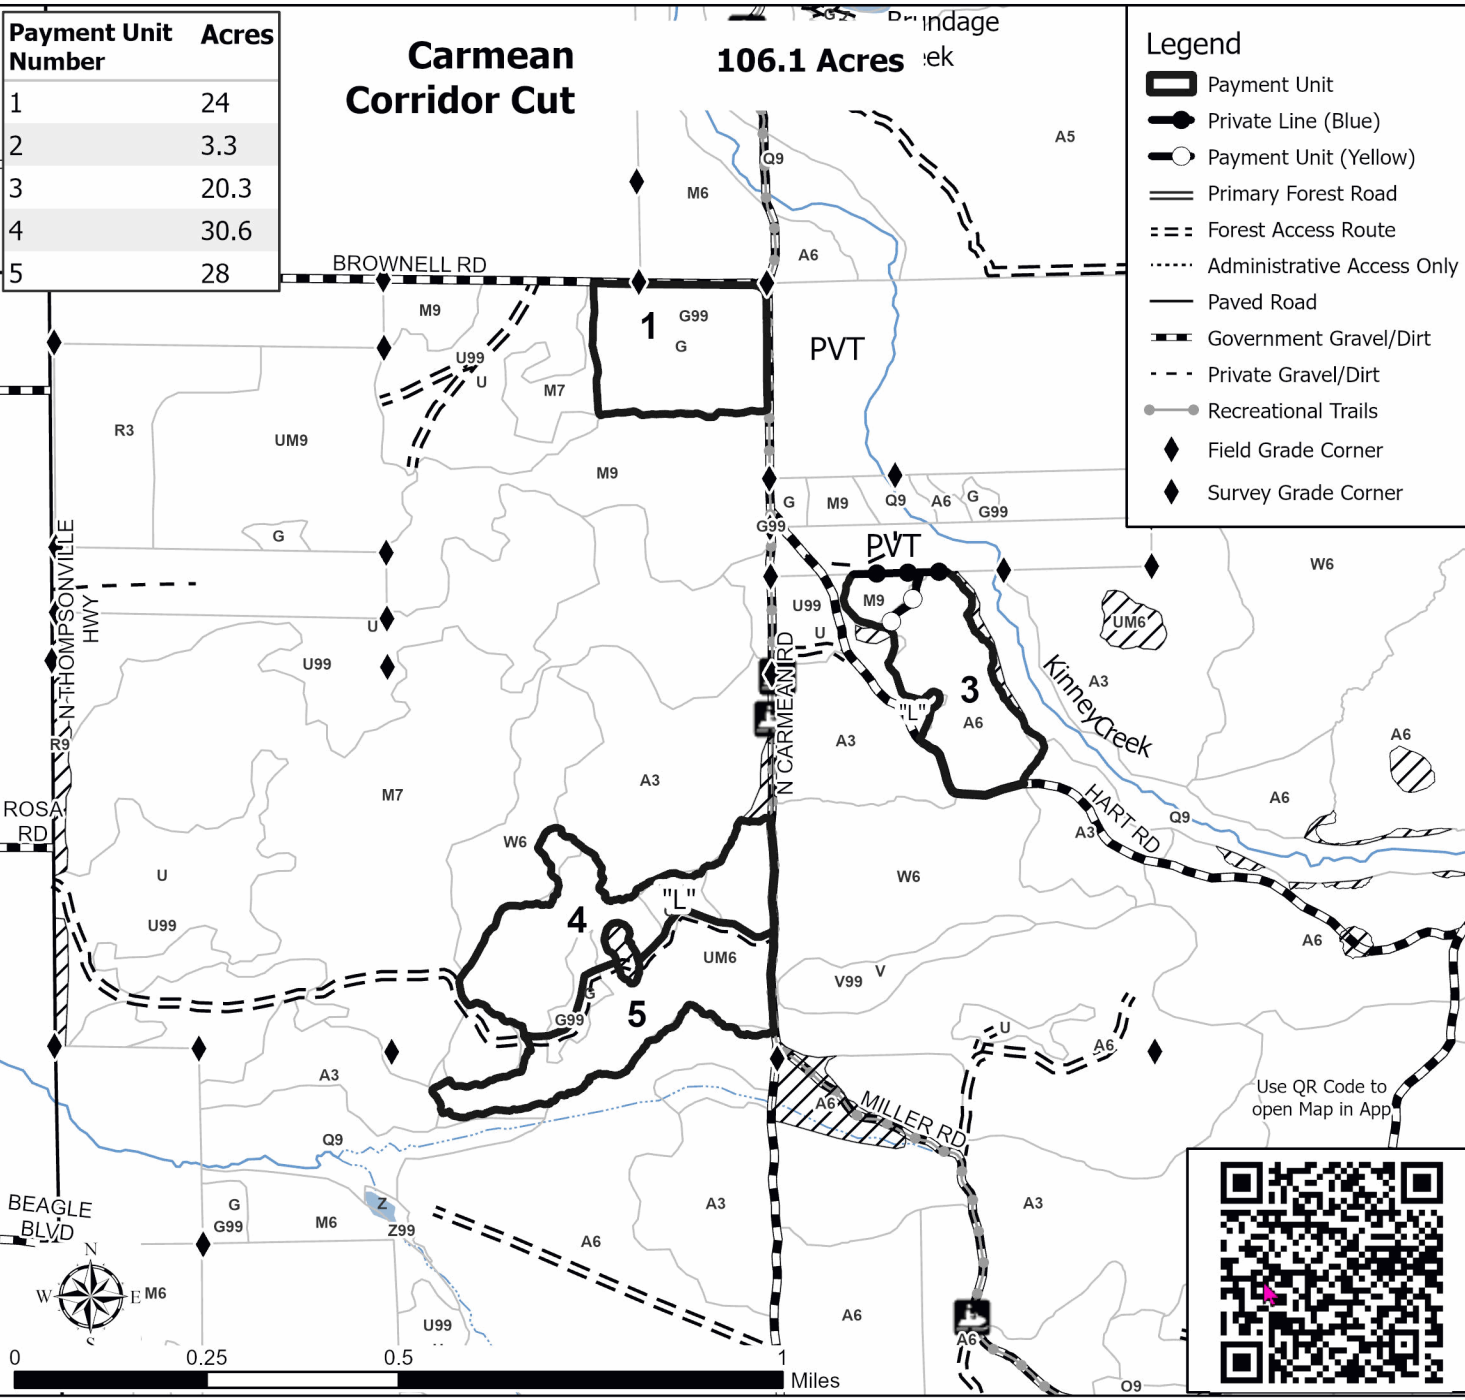 Payment Unit Number Acres
1 24
2 3.3
3 20.3
4 30.6
5 28
Carmean
Corridor Cut
106.1 Acres
Legend
Payment Unit
Private Line (Blue)
Payment Unit (Yellow)
Primary Forest Road
Forest Access Route
Administrative Access Only
Paved Road
Government Gravel/Dirt
Private Gravel/Dirt
Recreational Trails
Field Grade Corner
Survey Grade Corner
G
A5
Q9
M6
A6
BROWNELL RD
M9
1
G99
G
PVT
U99
U
M7
R3
UM9
M9
G
M9
Q9
A6
G
G99
G99
G
PVT
W6
N THOMPSONVILLE
HWY
M9
U99
U
UM6
U
U99
N CARMEAN RD
Kinney Creek
3
A3
"L"
A6
A3
A6
R9
A3
M7
ROSA
RD
HART RD
A6
Q9
A3
W6
U
W6
"L"
4
U99
A6
UM6
V99
V
G
G99
5
U
A6
A3
A6
MILLER RD
Use QR Code to
open Map in App
Q9
BEAGLE
BLVD
G
G99
M6
Z
Z99
A3
A3
A6
N
W
E
S
M6
A6
U99
A6
0 0.25 0.5 1
Miles